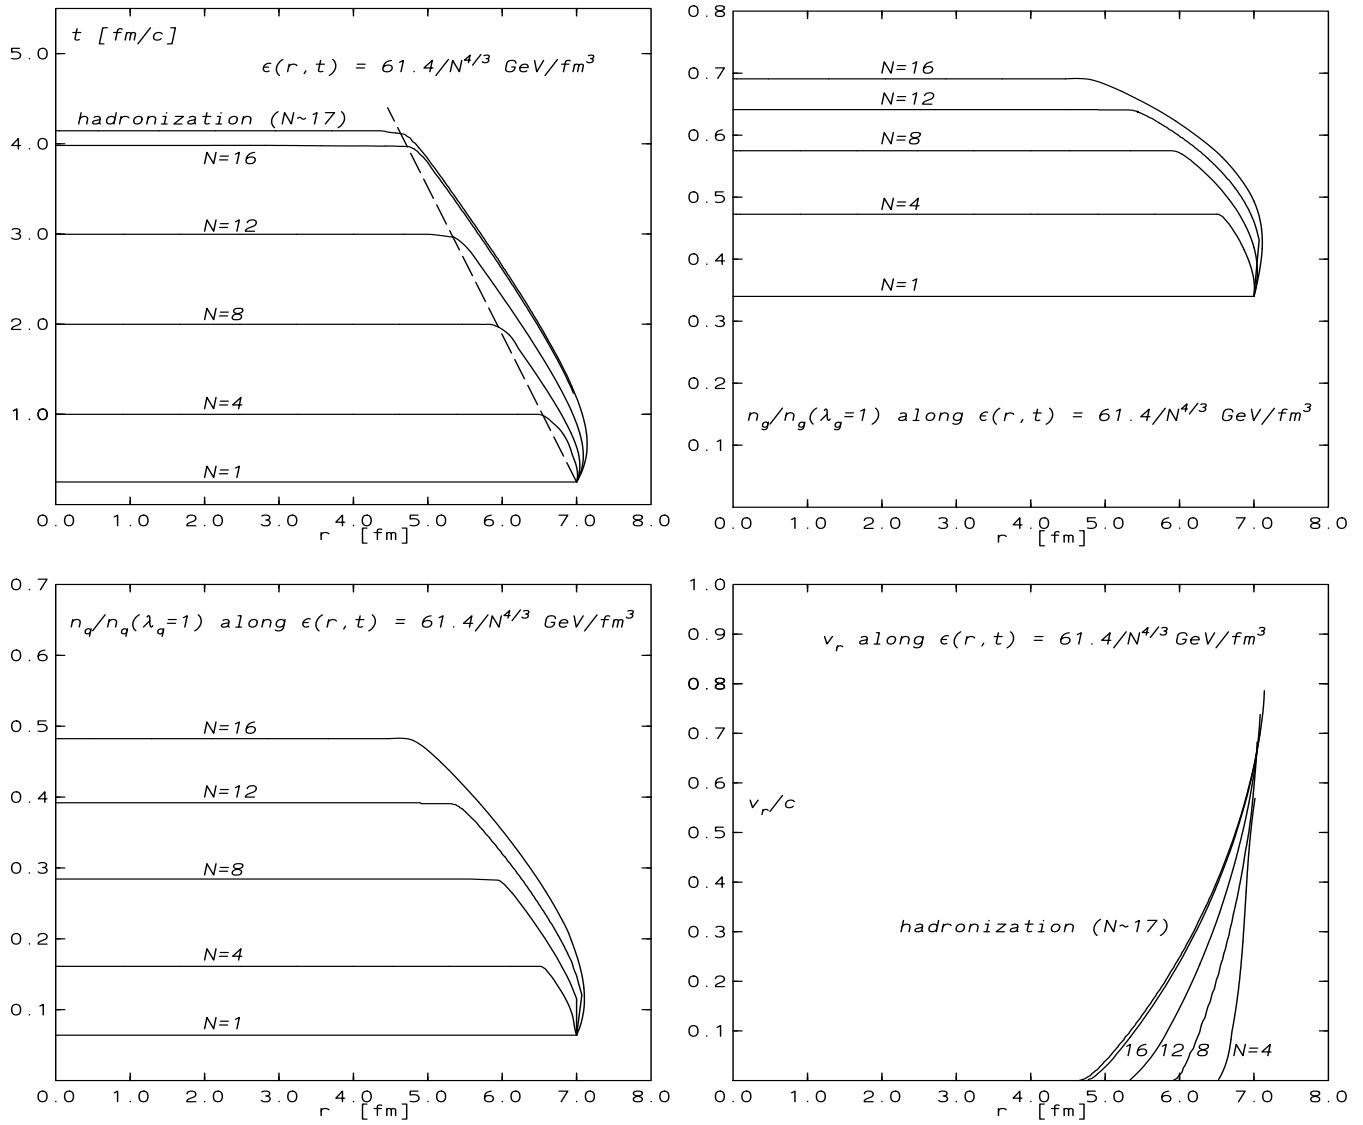 t [fm/c]
ϵ(r,t) = 61.4/N^4/3 GeV/fm^3
hadronization (N~17)
N=16
N=12
N=8
N=4
N=1
5.0
4.0
3.0
2.0
1.0
0.0 1.0 2.0 3.0 4.0 5.0 6.0 7.0 8.0
r [fm]
0.8
0.7
0.6
0.5
0.4
0.3
0.2
0.1
N=16
N=12
N=8
N=4
N=1
n_g/n_g(λ_g=1) along ϵ(r,t) = 61.4/N^4/3 GeV/fm^3
0.0 1.0 2.0 3.0 4.0 5.0 6.0 7.0 8.0
r [fm]
0.7
0.6
0.5
0.4
0.3
0.2
0.1
n_q/n_q(λ_q=1) along ϵ(r,t) = 61.4/N^4/3 GeV/fm^3
N=16
N=12
N=8
N=4
N=1
0.0 1.0 2.0 3.0 4.0 5.0 6.0 7.0 8.0
r [fm]
1.0
0.9
0.8
0.7
0.6
0.5
0.4
0.3
0.2
0.1
v_r along ϵ(r,t) = 61.4/N^4/3 GeV/fm^3
v_r/c
hadronization (N~17)
16 12 8 N=4
0.0 1.0 2.0 3.0 4.0 5.0 6.0 7.0 8.0
r [fm]